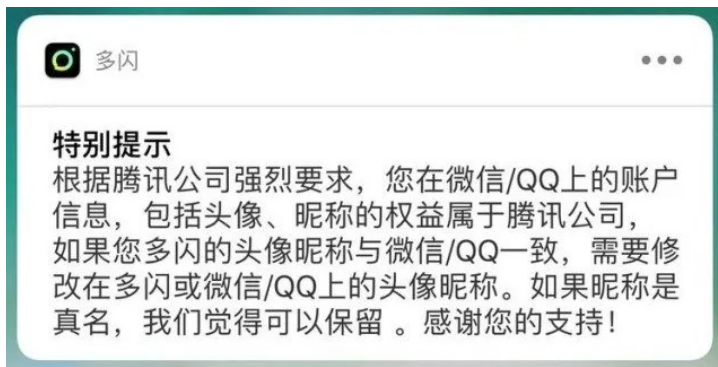 多闪
特别提示
根据腾讯公司强烈要求，您在微信/QQ上的账户
信息，包括头像、昵称的权益属于腾讯公司，
如果您多闪的头像昵称与微信/QQ一致，需要修
改在多闪或微信/QQ上的头像昵称。如果昵称是
真名，我们觉得可以保留 。感谢您的支持！